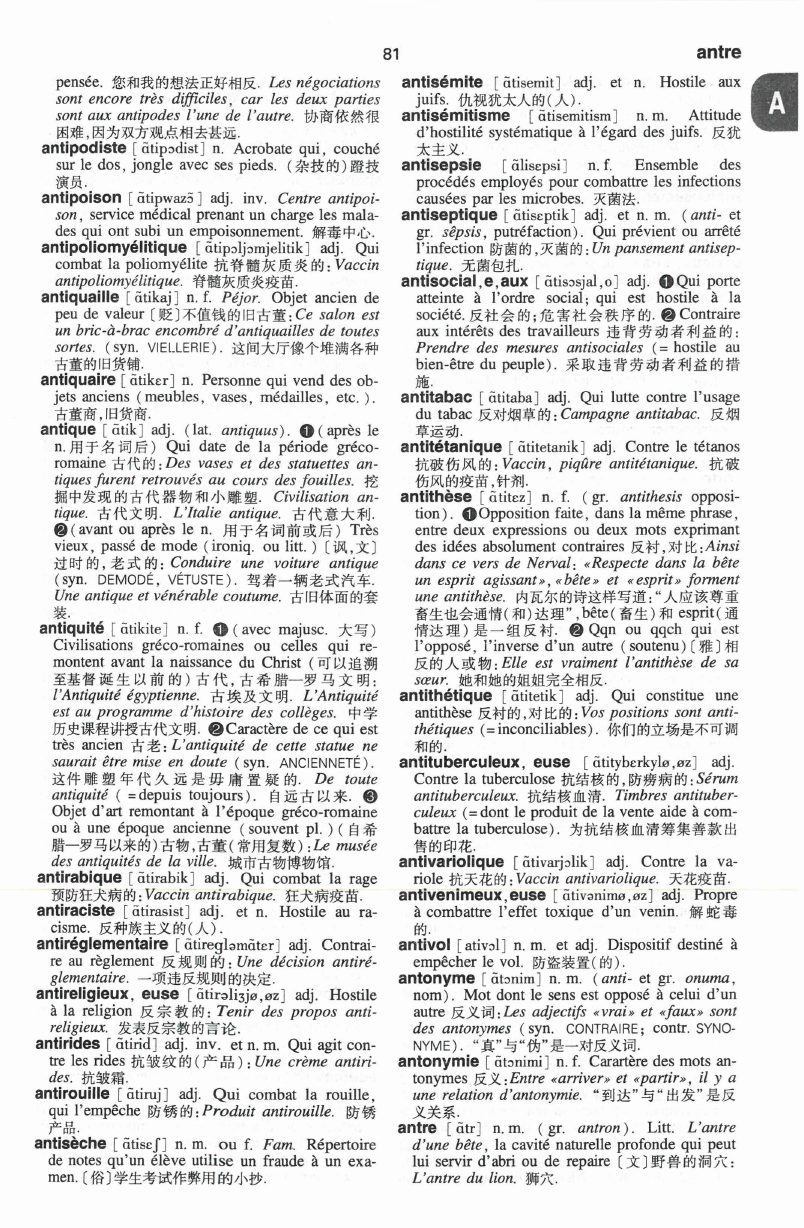 81
antre
A
pensée. 您和我的想法正好相反. Les négociations
sont encore très difficiles, car les deux parties
sont aux antipodes l'une de l'autre. 协商依然很
困难,因为双方观点相去甚远.
antipodiste [ ɑ̃tipɔdist] n. Acrobate qui, couché
sur le dos, jongle avec ses pieds. (杂技的)蹬技
演员.
antipoison [ ɑ̃tipwazɔ̃ ] adj. inv. Centre antipoi-
son, service médical prenant un charge les mala-
des qui ont subi un empoisonnement. 解毒中心.
antipoliomyélitique [ ɑ̃tipɔljɔmjelitik] adj. Qui
combat la poliomyélite 抗脊髓灰质炎的: Vaccin
antipoliomyélitique. 脊髓灰质炎疫苗.
antiquaille [ ɑ̃tikaj] n. f. Péjor. Objet ancien de
peu de valeur〔贬〕不值钱的旧古董: Ce salon est
un bric-à-brac encombré d'antiquailles de toutes
sortes. ( syn. VIELLERIE). 这间大厅像个堆满各种
古董的旧货铺.
antiquaire [ ɑ̃tikɛr] n. Personne qui vend des ob-
jets anciens ( meubles, vases, médailles, etc. ).
古董商,旧货商.
antique [ ɑ̃tik] adj. (lat. antiquus). ❶(après le
n.用于名词后) Qui date de la période gréco-
romaine 古代的: Des vases et des statuettes an-
tiques furent retrouvés au cours des fouilles. 挖
掘中发现的古代器物和小雕塑. Civilisation an-
tique. 古代文明. L'Italie antique. 古代意大利.
❷(avant ou après le n. 用于名词前或后) Très
vieux, passé de mode (ironiq. ou litt. )〔讽,文〕
过时的, 老式的: Conduire une voiture antique
(syn. DEMODÉ, VÉTUSTE). 驾着一辆老式汽车.
Une antique et vénérable coutume. 古旧体面的套
装.
antiquité [ ɑ̃tikite] n. f. ❶(avec majusc. 大写)
Civilisations gréco-romaines ou celles qui re-
montent avant la naissance du Christ (可以追溯
至基督诞生以前的)古代,古希腊一罗马文明:
l'Antiquité égyptienne. 古埃及文明. L'Antiquité
est au programme d'histoire des collèges. 中学
历史课程讲授古代文明. ❷Caractère de ce qui est
très ancien 古老: L'antiquité de cette statue ne
saurait être mise en doute (syn. ANCIENNETÉ).
这件雕塑年代久远是毋庸置疑的. De toute
antiquité ( =depuis toujours). 自远古以来. ❸
Objet d'art remontant à l'époque gréco-romaine
ou à une époque ancienne ( souvent pl. )(自希
腊一罗马以来的)古物,古董(常用复数): Le musée
des antiquités de la ville. 城市古物博物馆.
antirabique [ ɑ̃tirabik] adj. Qui combat la rage
预防狂犬病的: Vaccin antirabique. 狂犬病疫苗.
antiraciste [ ɑ̃tirasist] adj. et n. Hostile au ra-
cisme. 反种族主义的(人).
antiréglementaire [ ɑ̃tireɡləmɑ̃ter] adj. Contrai-
re au règlement 反规则的: Une décision antiré-
glementaire. 一项违反规则的决定.
antireligieux, euse [ ɑ̃tirəliʒjø,øz] adj. Hostile
à la religion 反宗教的: Tenir des propos anti-
religieux. 发表反宗教的言论.
antirides [ ɑ̃tirid] adj. inv. et n. m. Qui agit con-
tre les rides 抗皱纹的(产品): Une crème antiri-
des. 抗皱霜.
antirouille [ ɑ̃tiruj] adj. Qui combat la rouille,
qui l'empêche 防锈的: Produit antirouille. 防锈
产品.
antisèche [ ɑ̃tisɛʃ] n. m. ou f. Fam. Répertoire
de notes qu'un élève utilise un fraude à un exa-
men.〔俗〕学生考试作弊用的小抄.
antisémite [ ɑ̃tisemit] adj. et n. Hostile aux
juifs. 仇视犹太人的(人).
antisémitisme [ ɑ̃tisemitism] n. m. Attitude
d'hostilité systématique à l'égard des juifs. 反犹
太主义.
antisepsie [ ɑ̃lisɛpsi] n. f. Ensemble des
procédés employés pour combattre les infections
causées par les microbes. 灭菌法.
antiseptique [ ɑ̃tisɛptik] adj. et n. m. ( anti- et
gr. sêpsis, putréfaction). Qui prévient ou arrêté
l'infection 防菌的,灭菌的: Un pansement antisep-
tique. 无菌包扎.
antisocial,e,aux [ ɑ̃tisɔsjal,o] adj. ❶Qui porte
atteinte à l'ordre social; qui est hostile à la
société. 反社会的;危害社会秩序的. ❷Contraire
aux intérêts des travailleurs 违背劳动者利益的:
Prendre des mesures antisociales (= hostile au
bien-être du peuple). 采取违背劳动者利益的措
施.
antitabac [ ɑ̃titaba] adj. Qui lutte contre l'usage
du tabac 反对烟草的: Campagne antitabac. 反烟
草运动.
antitétanique [ ɑ̃titetanik] adj. Contre le tétanos
抗破伤风的: Vaccin, piqûre antitétanique. 抗破
伤风的疫苗,针剂.
antithèse [ ɑ̃titez] n. f. ( gr. antithesis opposi-
tion). ❶Opposition faite, dans la même phrase,
entre deux expressions ou deux mots exprimant
des idées absolument contraires 反衬,对比: Ainsi
dans ce vers de Nerval: «Respecte dans la bête
un esprit agissant», «bête» et «esprit» forment
une antithèse. 内瓦尔的诗这样写道:“人应该尊重
畜生也会通情(和)达理”,bête(畜生)和 esprit(通
情达理)是一组反衬. ❷ Qqn ou qqch qui est
l'opposé, l'inverse d'un autre (soutenu)〔雅〕相
反的人或物: Elle est vraiment l'antithèse de sa
sœur. 她和她的姐姐完全相反.
antithétique [ ɑ̃titetik] adj. Qui constitue une
antithèse 反衬的,对比的: Vos positions sont anti-
thétiques (=inconciliables). 你们的立场是不可调
和的.
antituberculeux, euse [ ɑ̃titybɛrkylø,øz] adj.
Contre la tuberculose 抗结核的,防痨病的: Sérum
antituberculeux. 抗结核血清. Timbres antituber-
culeux (=dont le produit de la vente aide à com-
battre la tuberculose). 为抗结核血清筹集善款出
售的印花.
antivariolique [ ɑ̃tivarjɔlik] adj. Contre la va-
riole 抗天花的: Vaccin antivariolique. 天花疫苗.
antivenimeux,euse [ ɑ̃tivənimø,øz] adj. Propre
à combattre l'effet toxique d'un venin. 解蛇毒
的.
antivol [ativɔl] n. m. et adj. Dispositif destiné à
empêcher le vol. 防盗装置(的).
antonyme [ ɑ̃tɔnim] n. m. (anti- et gr. onuma,
nom). Mot dont le sens est opposé à celui d'un
autre 反义词: Les adjectifs «vrai» et «faux» sont
des antonymes (syn. CONTRAIRE; contr. SYNO-
NYME). “真”与“伪”是一对反义词.
antonymie [ ɑ̃tɔnimi] n. f. Carartère des mots an-
tonymes 反义: Entre «arriver» et «partir», il y a
une relation d'antonymie. “到达”与“出发”是反
义关系.
antre [ ɑ̃tr] n. m. ( gr. antron). Litt. L'antre
d'une bête, la cavité naturelle profonde qui peut
lui servir d'abri ou de repaire〔文〕野兽的洞穴:
L'antre du lion. 狮穴.